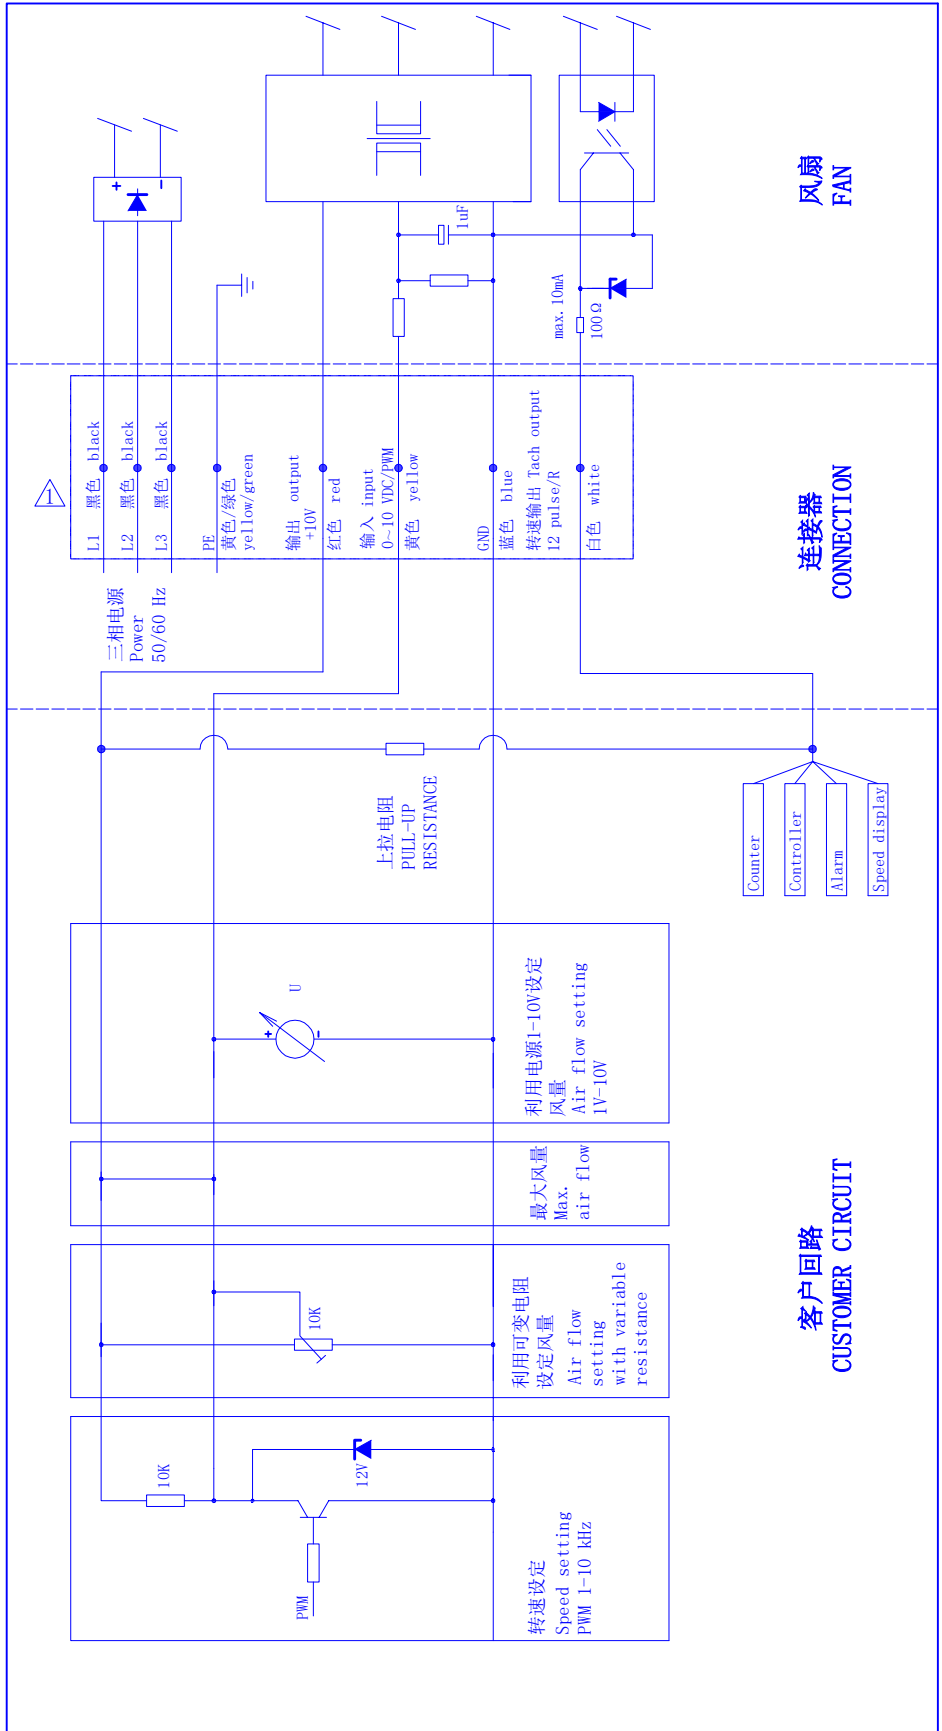 风扇
FAN
+
-
1uF
max.10mA
100Ω
连接器
CONNECTION
1
L1 黑色 black
L2 黑色 black
L3 黑色 black
PE
黄色/绿色
yellow/green
输出 output
+10V
红色 red
输入 input
0~10 VDC/PWM
黄色 yellow
GND
蓝色 blue
转速输出 Tach output
12 pulse/R
白色 white
三相电源
Power
50/60 Hz
上拉电阻
PULL-UP
RESISTANCE
Counter
Controller
Alarm
Speed display
客户回路
CUSTOMER CIRCUIT
U
+
-
利用电源1-10V设定
风量
Air flow setting
1V-10V
最大风量
Max.
air flow
10K
利用可变电阻
设定风量
Air flow
setting
with variable
resistance
10K
12V
PWM
转速设定
Speed setting
PWM 1-10 kHz